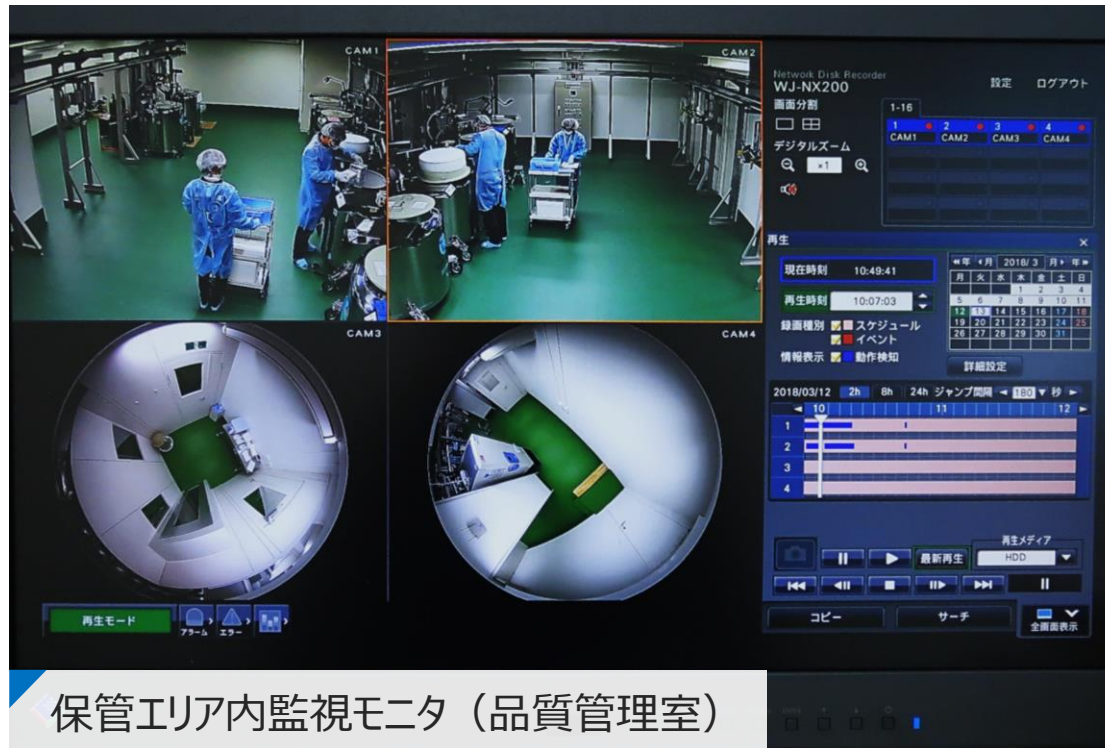 CAM1
CAM2
CAM3
CAM4
Network Disk Recorder
WJ-NX200
設定 ログアウト
画面分割
1-16
1 2 3 4
CAM1 CAM2 CAM3 CAM4
デジタルズーム
×1
再生 ×
現在時刻 10:49:41
再生時刻 10:07:03
録画種別 スケジュール
イベント
情報表示 動作検知
年 月 2018/ 3 月 年
月 火 水 木 金 土 日
1 2 3 4
5 6 7 8 9 10 11
12 13 14 15 16 17 18
19 20 21 22 23 24 25
26 27 28 29 30 31
詳細設定
2018/03/12 2h 8h 24h ジャンプ間隔 180 秒
10 11 12
1
2
3
4
最新再生
再生メディア
HDD
コピー サーチ
全画面表示
再生モード
アラーム エラー
保管エリア内監視モニタ（品質管理室）